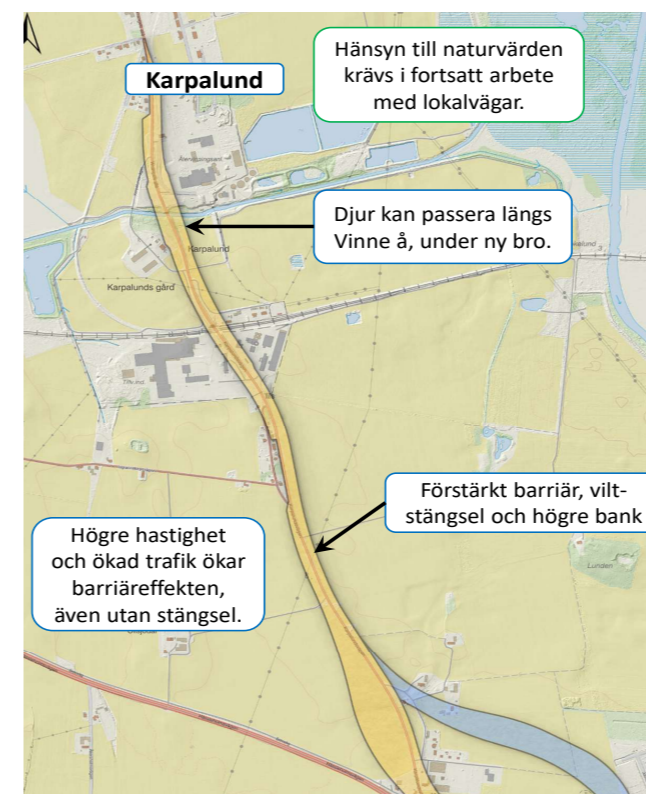 Karpalund
Hänsyn till naturvärden
krävs i fortsatt arbete
med lokalvägar.
Djur kan passera längs
Vinne å, under ny bro.
Karpalund
Karpalunds gård
Förstärkt barriär, vilt-
stängsel och högre bank
Högre hastighet
och ökad trafik ökar
barriäreffekten,
även utan stängsel.
Lunden